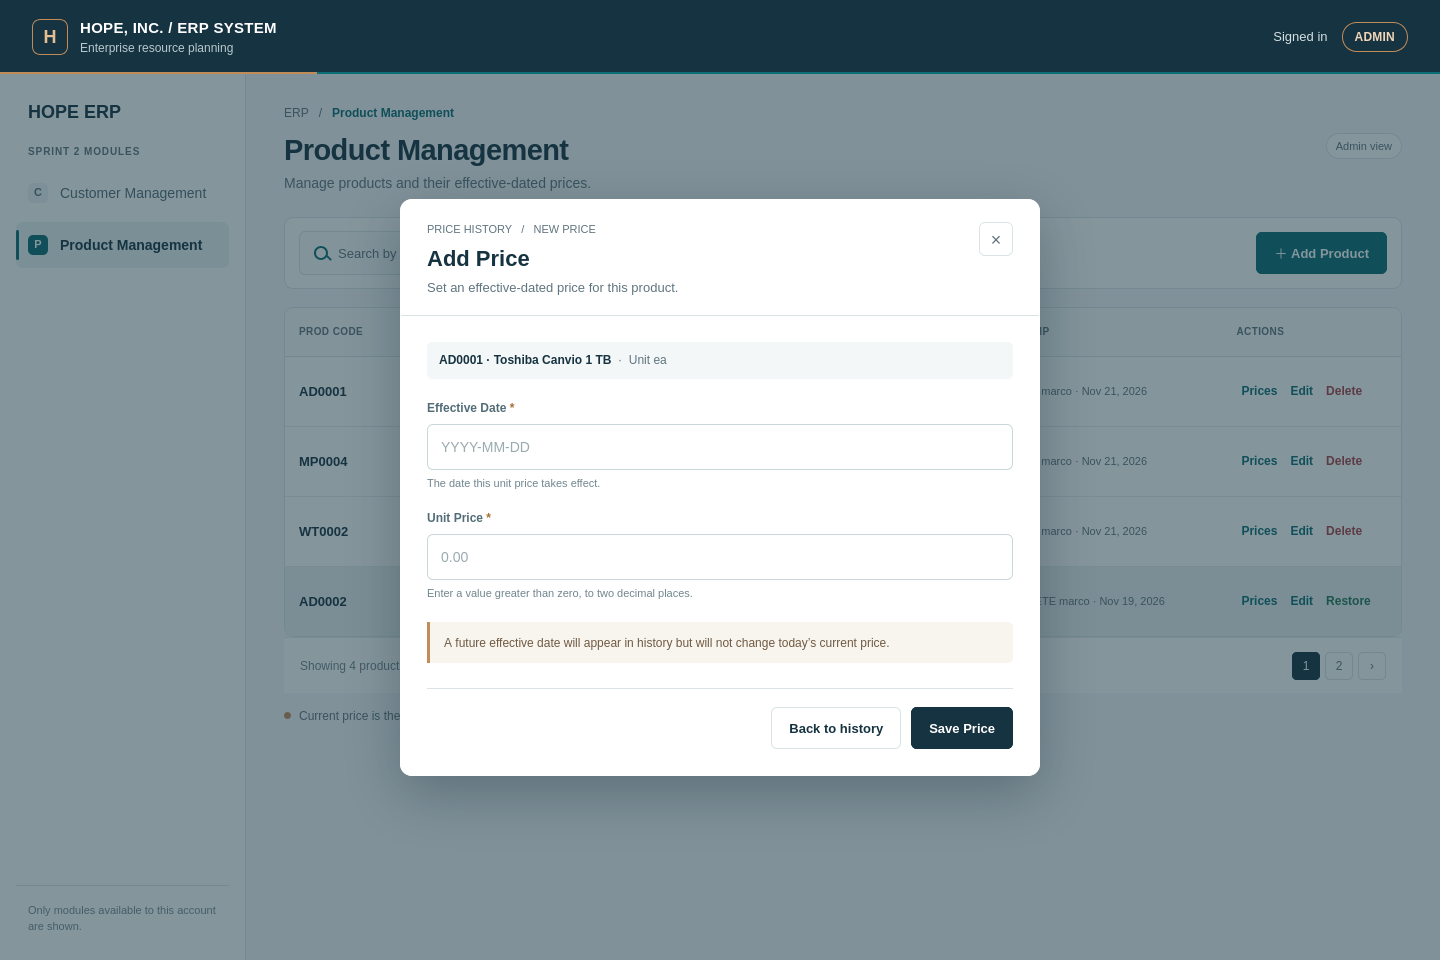 H
HOPE, INC. / ERP SYSTEM
Enterprise resource planning
Signed in
ADMIN
HOPE ERP
SPRINT 2 MODULES
C Customer Management
P Product Management
Only modules available to this account
are shown.
ERP / Product Management
Product Management
Manage products and their effective-dated prices.
Admin view
Search by
+ Add Product
PROD CODE
ACTIONS
AD0001
marco · Nov 21, 2026
Prices Edit Delete
MP0004
marco · Nov 21, 2026
Prices Edit Delete
WT0002
marco · Nov 21, 2026
Prices Edit Delete
AD0002
marco · Nov 19, 2026
Prices Edit Restore
Showing 4 product
1 2 ›
Current price is the
PRICE HISTORY / NEW PRICE
×
Add Price
Set an effective-dated price for this product.
AD0001 · Toshiba Canvio 1 TB · Unit ea
Effective Date *
YYYY-MM-DD
The date this unit price takes effect.
Unit Price *
0.00
Enter a value greater than zero, to two decimal places.
A future effective date will appear in history but will not change today’s current price.
Back to history
Save Price